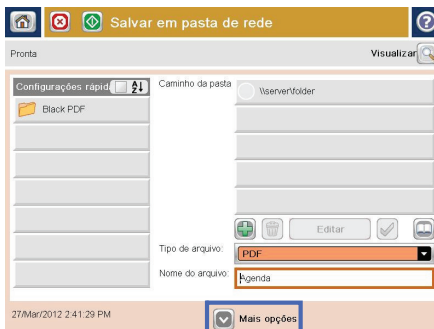 Salvar em pasta de rede
Pronta
Visualizar
Configurações rápid
Caminho da pasta
\\server\folder
Black PDF
Editar
Tipo de arquivo:
PDF
Nome do arquivo:
Agenda
27/Mar/2012 2:41:29 PM
Mais opções